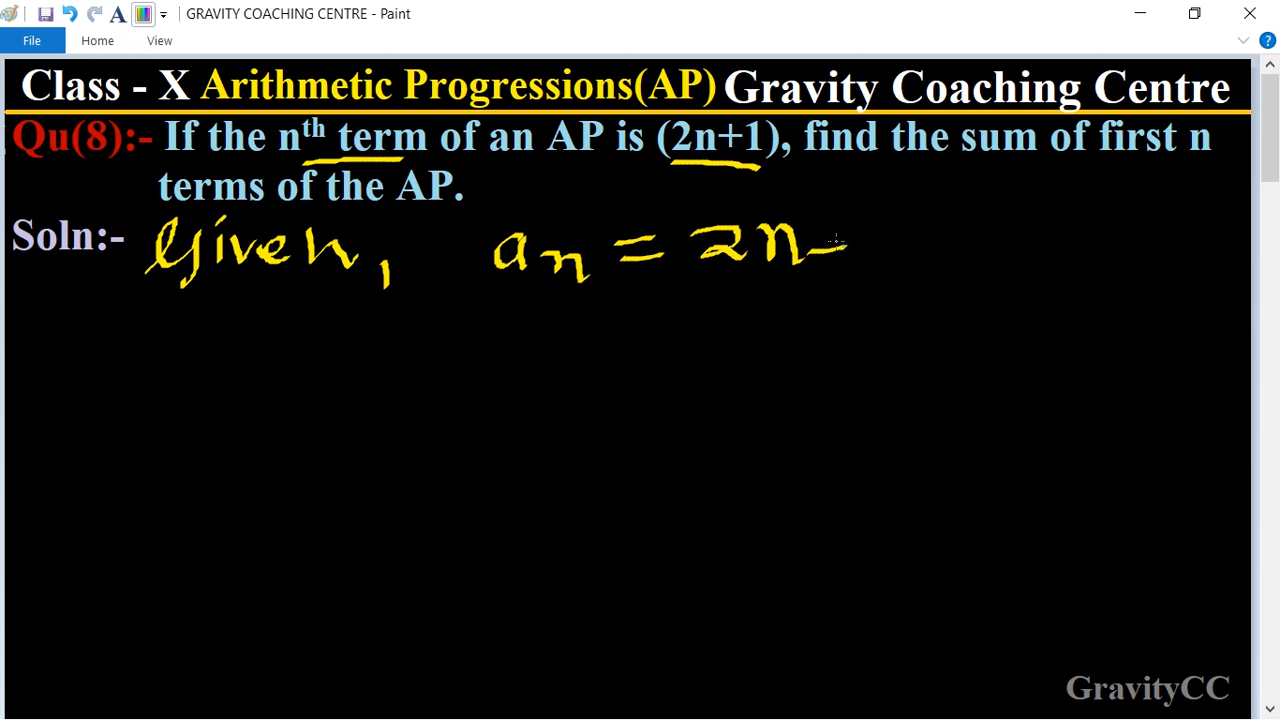 GRAVITY COACHING CENTRE - Paint
File Home View
Class - X Arithmetic Progressions(AP) Gravity Coaching Centre
Qu(8):- If the nth term of an AP is (2n+1), find the sum of first n
terms of the AP.
Soln:- Given, an = 2n-
GravityCC